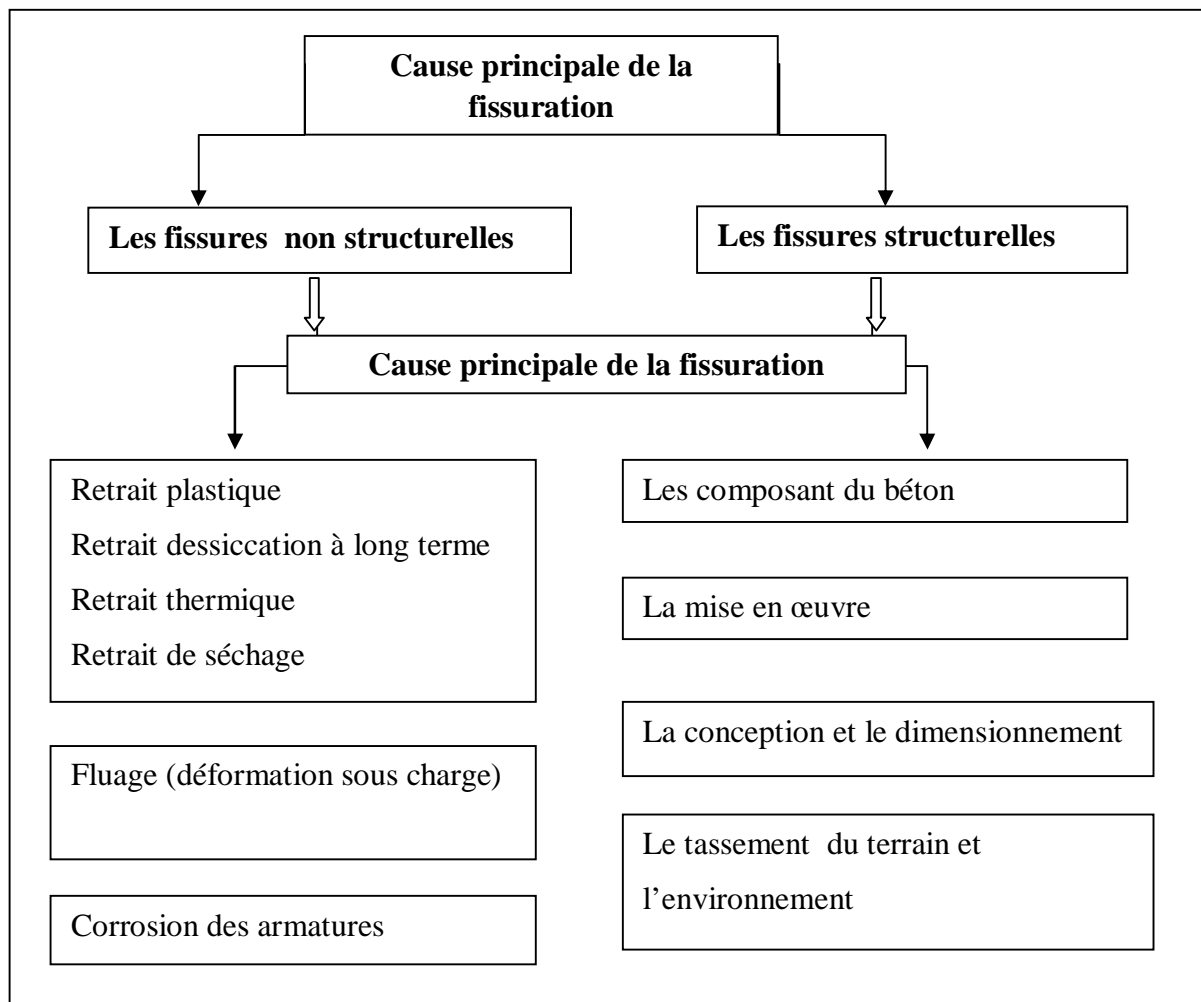 Cause principale de la
fissuration
Les fissures  non structurelles
Les fissures structurelles
Cause principale de la fissuration
Retrait plastique
Retrait dessiccation à long terme
Retrait thermique
Retrait de séchage
Fluage (déformation sous charge)
Corrosion des armatures
Les composant du béton
La mise en œuvre
La conception et le dimensionnement
Le tassement  du terrain et
l’environnement